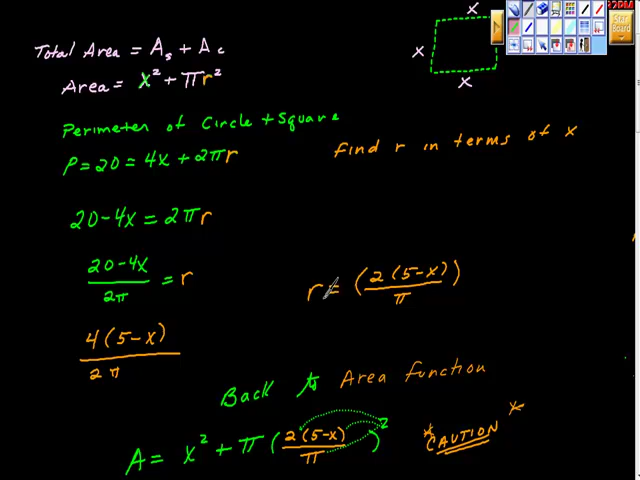 x
Total Area = A_s + A_c
x
Area = x² + πr²
x
Perimeter of Circle + Square
Find r in terms of x
P = 20 = 4x + 2πr
20 - 4x = 2πr
20 - 4x / 2π = r
r = ( 2(5-x) / π )
4(5-x) / 2π
Back to Area function
A = x² + π ( 2(5-x) / π )²
*CAUTION*
Star Board